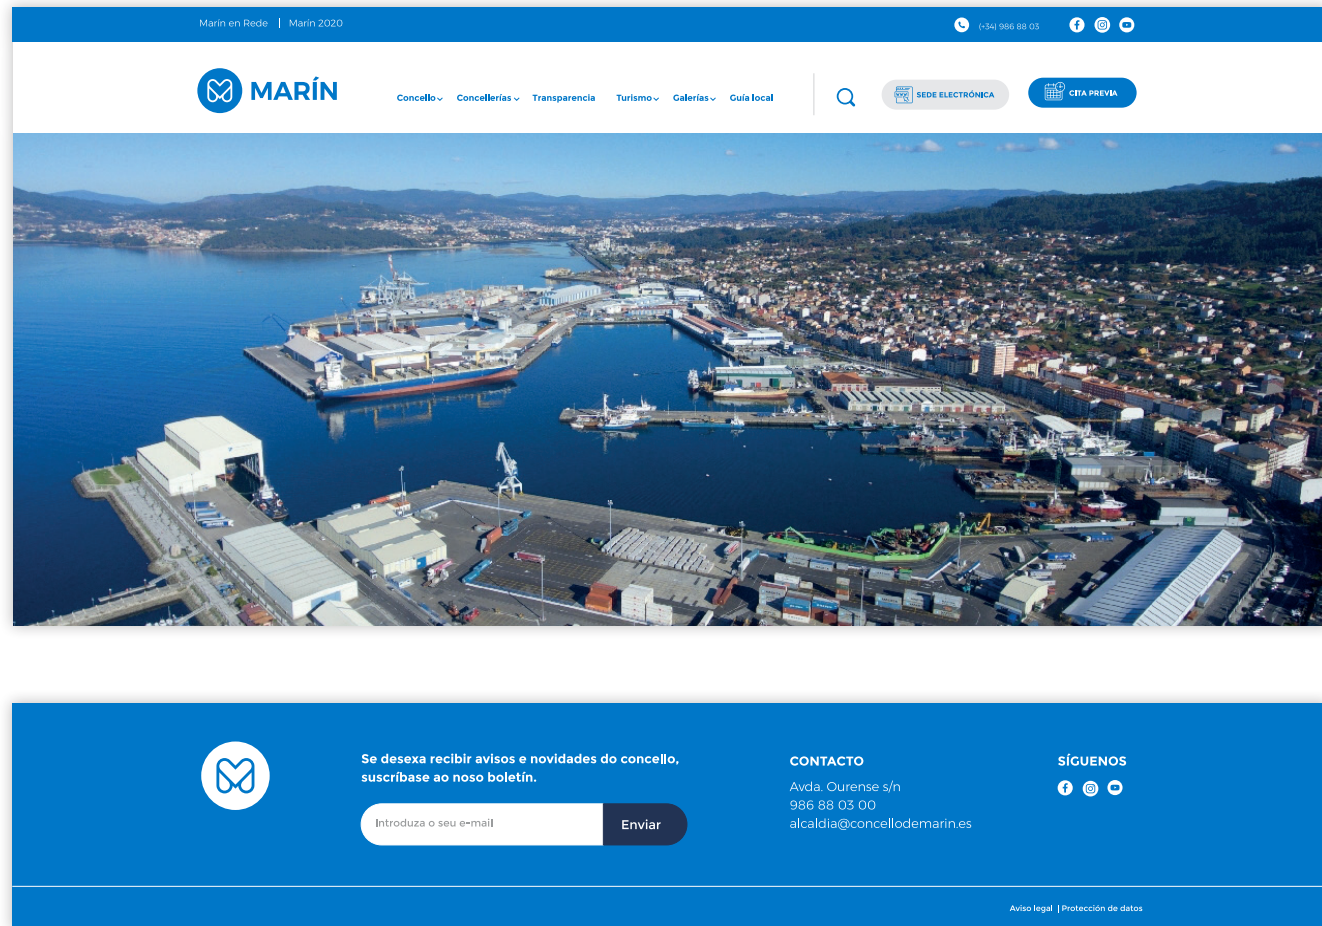 Marín en Rede | Marín 2020
(+34) 986 88 03
MARÍN
Concello
Concellerías
Transparencia
Turismo
Galerías
Guía local
SEDE ELECTRÓNICA
CITA PREVIA
Se desexa recibir avisos e novidades do concello,
suscríbase ao noso boletín.
Introduza o seu e-mail
Enviar
CONTACTO
Avda. Ourense s/n
986 88 03 00
alcaldia@concellodemarin.es
SÍGUENOS
Aviso legal | Protección de datos